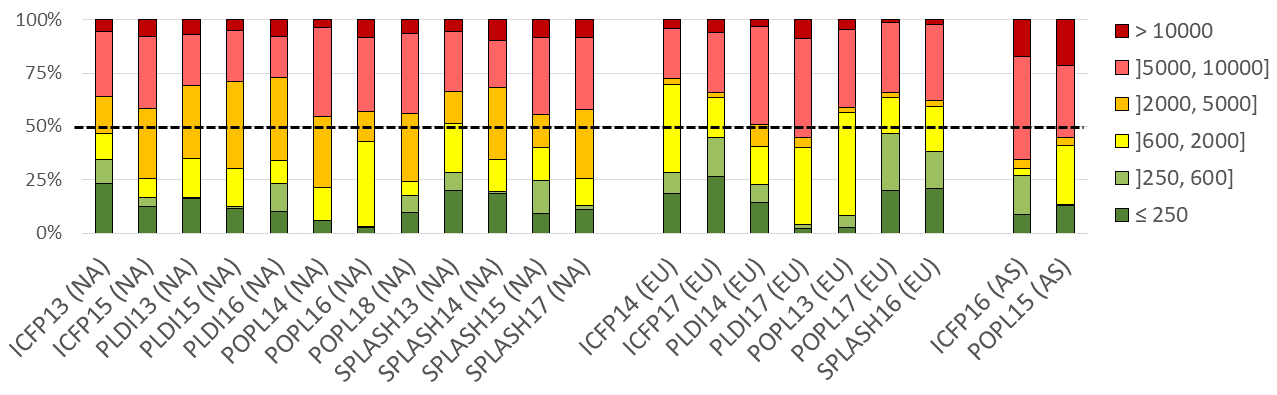 100%
75%
50%
25%
0%
ICFP13 (NA)
ICFP15 (NA)
PLDI13 (NA)
PLDI15 (NA)
PLDI16 (NA)
POPL14 (NA)
POPL16 (NA)
POPL18 (NA)
SPLASH13 (NA)
SPLASH14 (NA)
SPLASH15 (NA)
SPLASH17 (NA)
ICFP14 (EU)
ICFP17 (EU)
PLDI14 (EU)
PLDI17 (EU)
POPL13 (EU)
POPL17 (EU)
SPLASH16 (EU)
ICFP16 (AS)
POPL15 (AS)
> 10000
]5000, 10000]
]2000, 5000]
]600, 2000]
]250, 600]
≤ 250